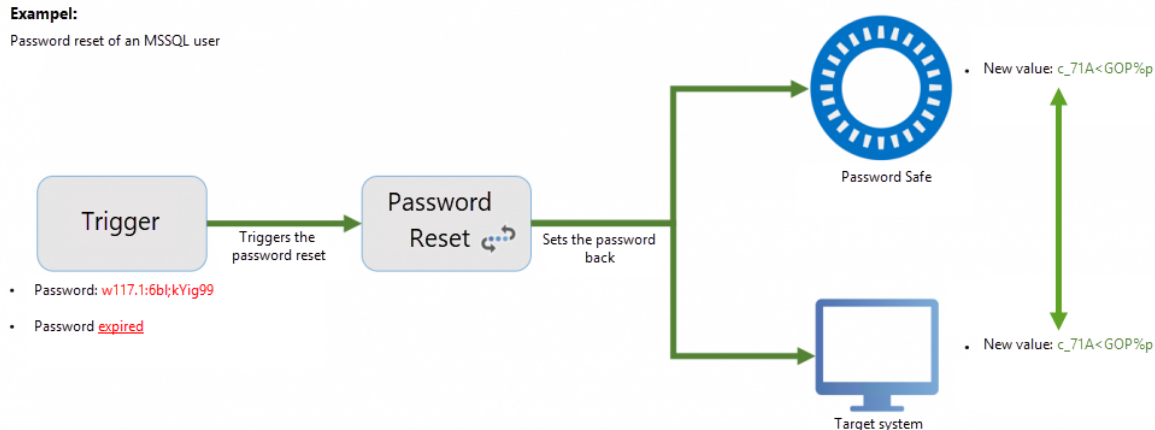 Exampel:
Password reset of an MSSQL user
Trigger
Triggers the
password reset
Password: w117.1:6bl;kYig99
Password expired
Password
Reset
Sets the password
back
Password Safe
New value: c_71A<GOP%p
New value: c_71A<GOP%p
Target system